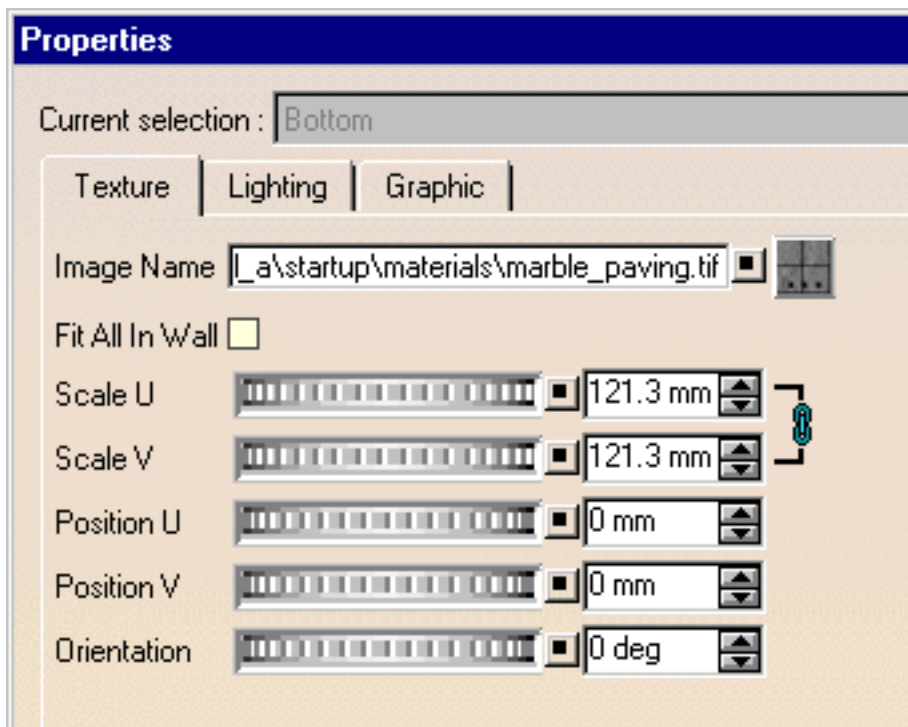 Properties
Current selection : Bottom
Texture Lighting Graphic
Image Name l_a\startup\materials\marble_paving.tif
Fit All In Wall
Scale U 121.3 mm
Scale V 121.3 mm
Position U 0 mm
Position V 0 mm
Orientation 0 deg